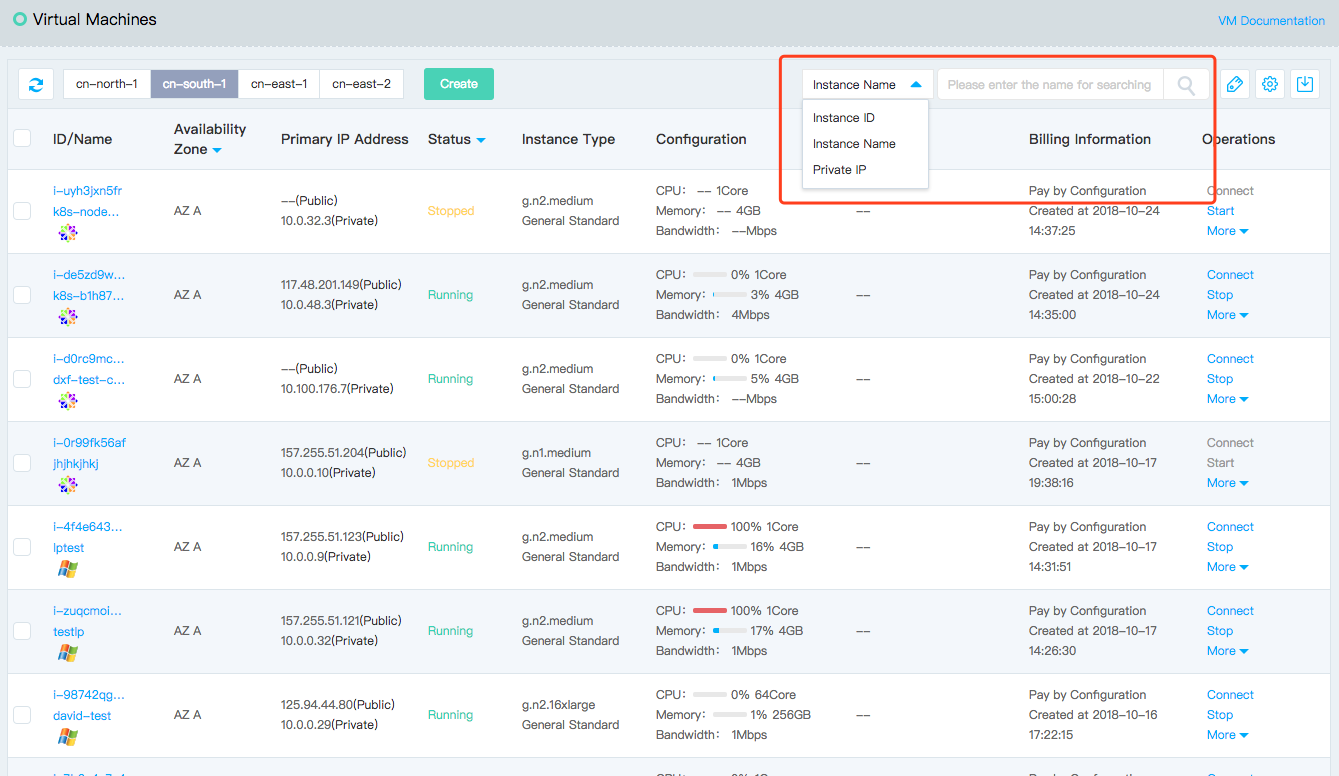 Virtual Machines
VM Documentation
cn-north-1 cn-south-1 cn-east-1 cn-east-2 Create Instance Name Please enter the name for searching
Instance ID
Instance Name
Private IP
ID/Name Availability Zone Primary IP Address Status Instance Type Configuration Billing Information Operations
i-uyh3jxn5fr
k8s-node...
AZ A
--(Public)
10.0.32.3(Private)
Stopped
g.n2.medium
General Standard
CPU: -- 1Core
Memory: -- 4GB
Bandwidth: --Mbps
--
Pay by Configuration
Created at 2018-10-24
14:37:25
Connect
Start
More
i-de5zd9w...
k8s-b1h87...
AZ A
117.48.201.149(Public)
10.0.48.3(Private)
Running
g.n2.medium
General Standard
CPU: 0% 1Core
Memory: 3% 4GB
Bandwidth: 4Mbps
--
Pay by Configuration
Created at 2018-10-24
14:35:00
Connect
Stop
More
i-d0rc9mc...
dxf-test-c...
AZ A
--(Public)
10.100.176.7(Private)
Running
g.n2.medium
General Standard
CPU: 0% 1Core
Memory: 5% 4GB
Bandwidth: --Mbps
--
Pay by Configuration
Created at 2018-10-22
15:00:28
Connect
Stop
More
i-0r99fk56af
jhjhkjhkj
AZ A
157.255.51.204(Public)
10.0.0.10(Private)
Stopped
g.n1.medium
General Standard
CPU: -- 1Core
Memory: -- 4GB
Bandwidth: 1Mbps
--
Pay by Configuration
Created at 2018-10-17
19:38:16
Connect
Start
More
i-4f4e643...
lptest
AZ A
157.255.51.123(Public)
10.0.0.9(Private)
Running
g.n2.medium
General Standard
CPU: 100% 1Core
Memory: 16% 4GB
Bandwidth: 1Mbps
--
Pay by Configuration
Created at 2018-10-17
14:31:51
Connect
Stop
More
i-zuqcmoi...
testlp
AZ A
157.255.51.121(Public)
10.0.0.32(Private)
Running
g.n2.medium
General Standard
CPU: 100% 1Core
Memory: 17% 4GB
Bandwidth: 1Mbps
--
Pay by Configuration
Created at 2018-10-17
14:26:30
Connect
Stop
More
i-98742qg...
david-test
AZ A
125.94.44.80(Public)
10.0.0.29(Private)
Running
g.n2.16xlarge
General Standard
CPU: 0% 64Core
Memory: 1% 256GB
Bandwidth: 1Mbps
--
Pay by Configuration
Created at 2018-10-16
17:22:15
Connect
Stop
More